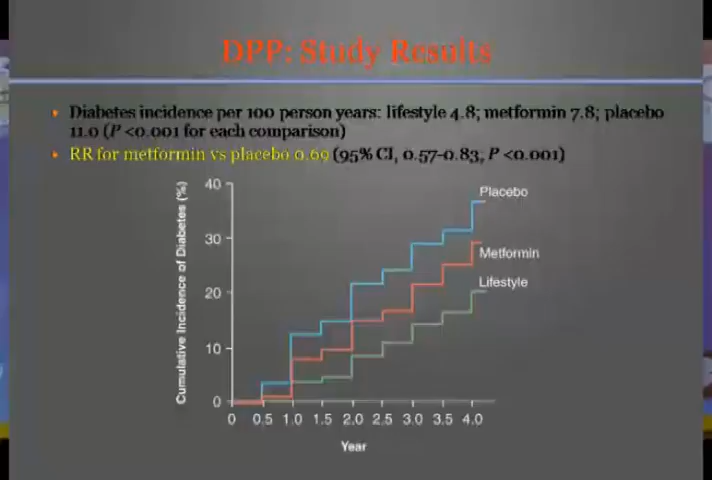 DPP: Study Results
Diabetes incidence per 100 person years: lifestyle 4.8; metformin 7.8; placebo
11.0 (P <0.001 for each comparison)
RR for metformin vs placebo 0.69 (95% CI, 0.57-0.83; P <0.001)
Cumulative Incidence of Diabetes (%)
40
30
20
10
0
Placebo
Metformin
Lifestyle
0 0.5 1.0 1.5 2.0 2.5 3.0 3.5 4.0
Year